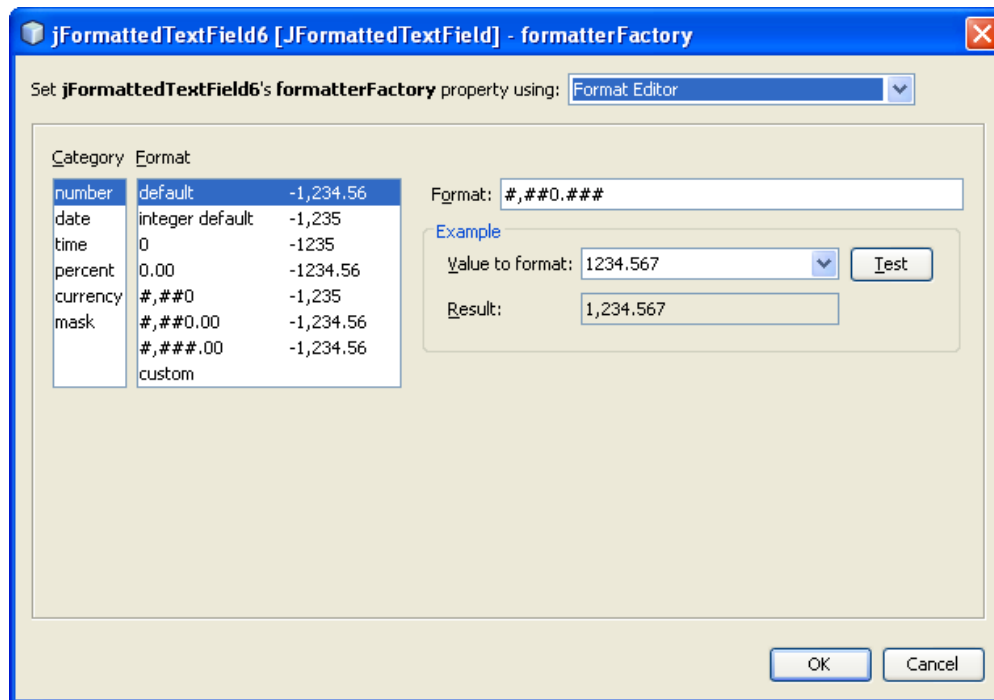 jFormattedTextField6 [JFormattedTextField] - formatterFactory
Set jFormattedTextField6's formatterFactory property using: Format Editor
Category Format
number default -1,234.56
date integer default -1,235
time 0 -1235
percent 0.00 -1234.56
currency #,##0 -1,235
mask #,##0.00 -1,234.56
#,###.00 -1,234.56
custom
Format: #,##0.###
Example
Value to format: 1234.567 Test
Result: 1,234.567
OK Cancel